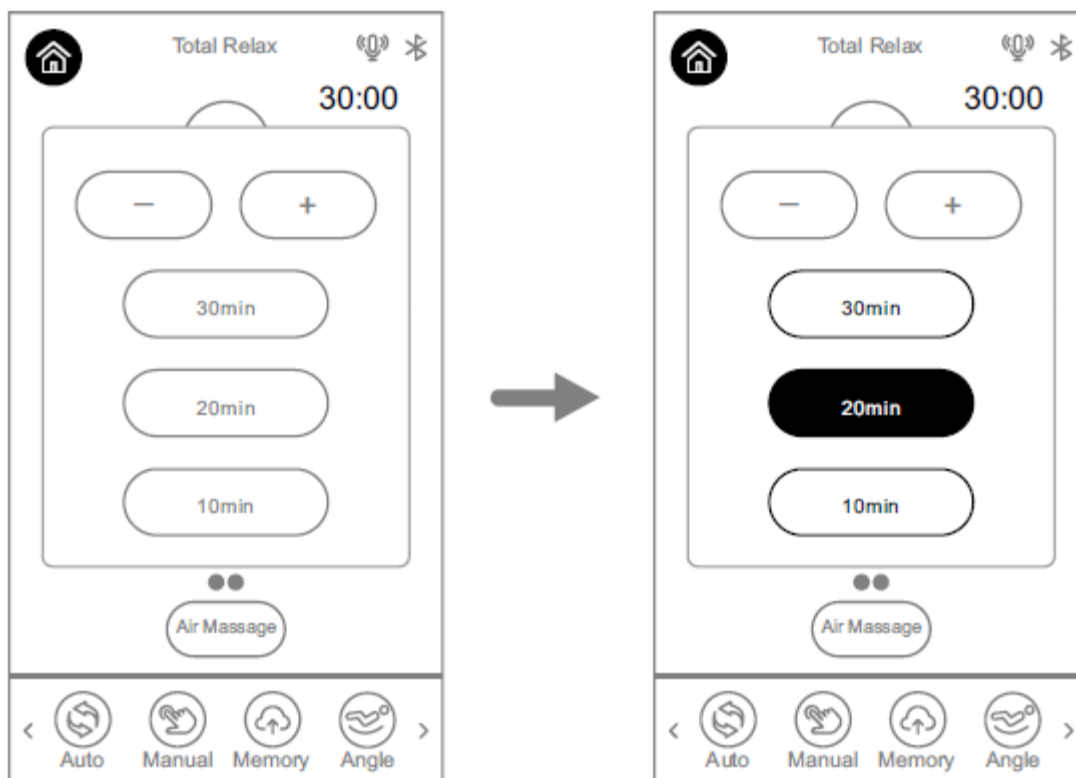 Total Relax
30:00
− +
30min
20min
10min
Air Massage
‹ Auto Manual Memory Angle ›
Total Relax
30:00
− +
30min
20min
10min
Air Massage
‹ Auto Manual Memory Angle ›